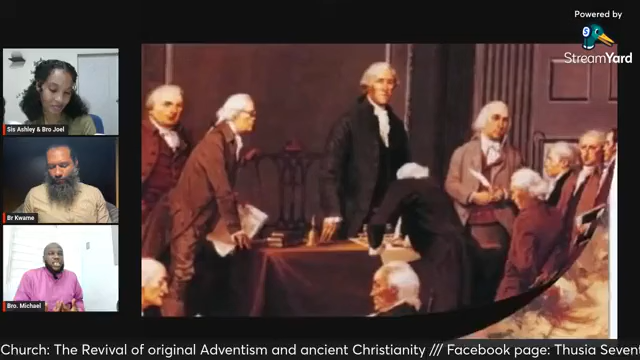 Powered by
StreamYard
Sis Ashley & Bro Joel
Br Kwame
Bro. Michael
Church: The Revival of original Adventism and ancient Christianity /// Facebook page: Thusia Seven